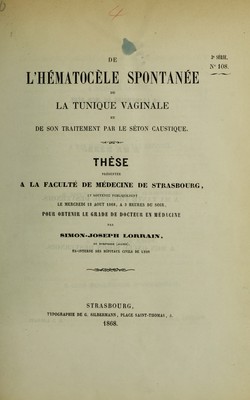 4
2e SÉRIE.
No 108.
DE
L'HÉMATOCÈLE SPONTANÉE
DE
LA TUNIQUE VAGINALE
ET
DE SON TRAITEMENT PAR LE SÉTON CAUSTIQUE.
THÈSE
PRÉSENTÉE
A LA FACULTÉ DE MÉDECINE DE STRASBOURG,
ET SOUTENUE PUBLIQUEMENT
LE MERCREDI 12 AOUT 1868, A 3 HEURES DU SOIR,
POUR OBTENIR LE GRADE DE DOCTEUR EN MÉDECINE
PAR
SIMON-JOSEPH LORRAIN,
EX-INTERNE DES HÔPITAUX CIVILS DE LYON
STRASBOURG,
TYPOGRAPHIE DE G. SILBERMANN, PLACE SAINT-THOMAS, 3.
1868.